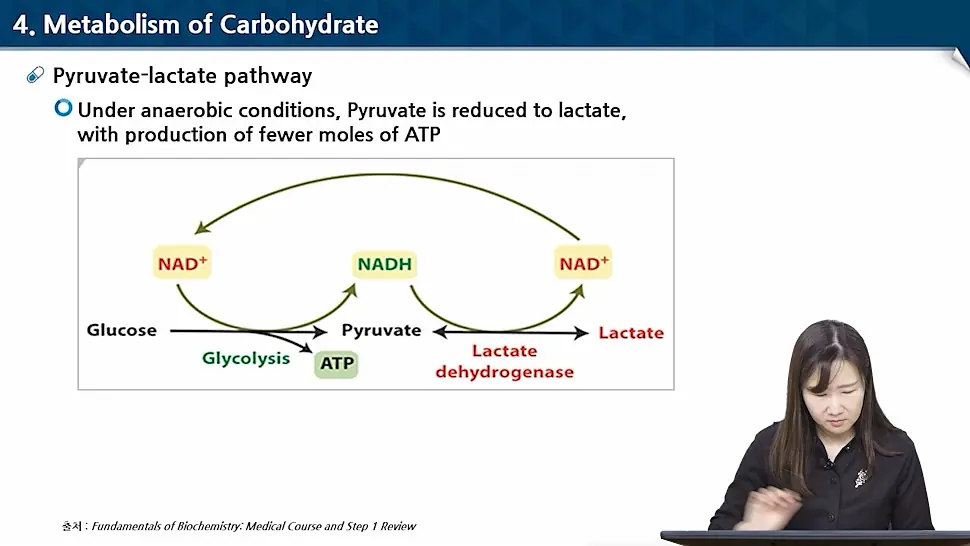 4. Metabolism of Carbohydrate
Pyruvate-lactate pathway
Under anaerobic conditions, Pyruvate is reduced to lactate,
with production of fewer moles of ATP
NAD⁺ NADH NAD⁺
Glucose Pyruvate Lactate
Glycolysis ATP Lactate
dehydrogenase
출처 : Fundamentals of Biochemistry: Medical Course and Step 1 Review